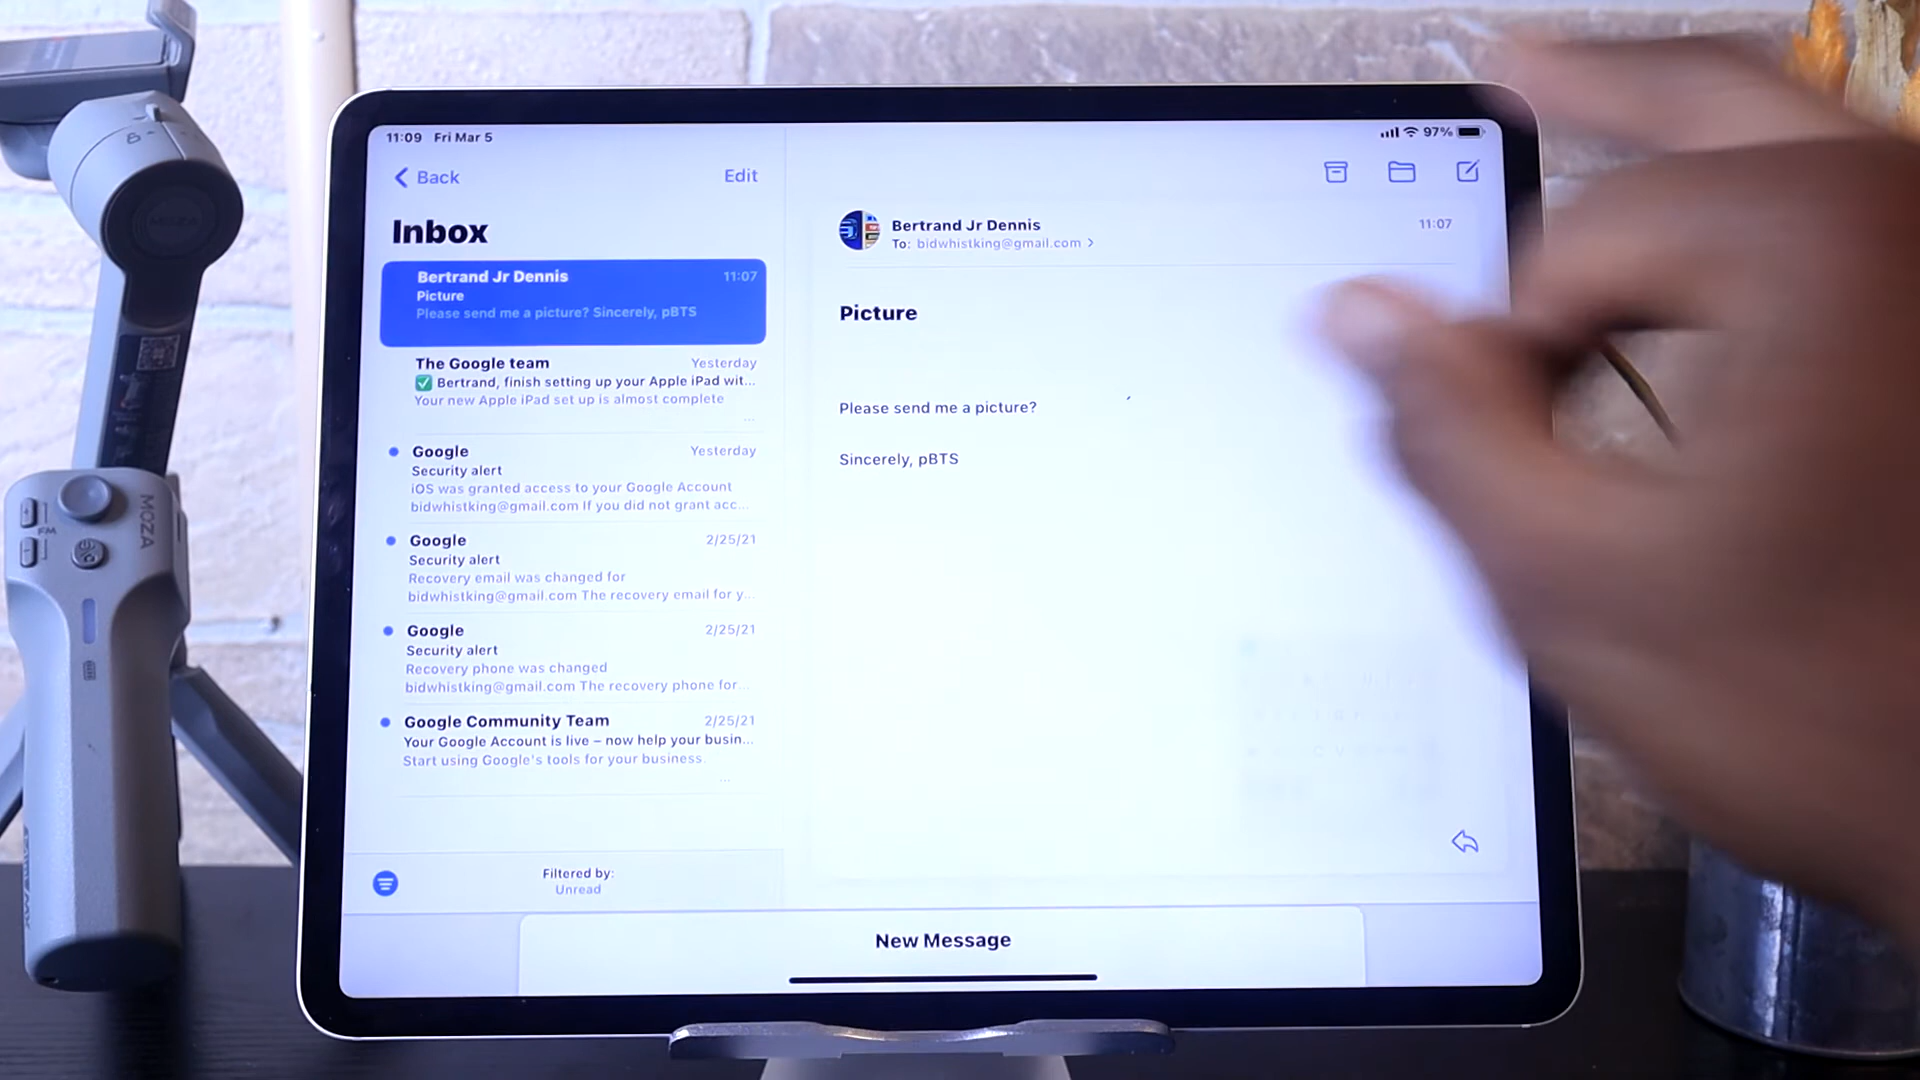 11:09 Fri Mar 5
97%
Back
Edit
Inbox
Bertrand Jr Dennis 11:07
Picture
Please send me a picture? Sincerely, pBTS
The Google team Yesterday
✅ Bertrand, finish setting up your Apple iPad wit...
Your new Apple iPad set up is almost complete
...
Google Yesterday
Security alert
iOS was granted access to your Google Account
bidwhistking@gmail.com If you did not grant acc...
Google 2/25/21
Security alert
Recovery email was changed for
bidwhistking@gmail.com The recovery email for y...
Google 2/25/21
Security alert
Recovery phone was changed
bidwhistking@gmail.com The recovery phone for...
Google Community Team 2/25/21
Your Google Account is live – now help your busin...
Start using Google's tools for your business.
...
Filtered by:
Unread
Bertrand Jr Dennis 11:07
To: bidwhistking@gmail.com >
Picture
Please send me a picture?
Sincerely, pBTS
New Message
MOZA
MOZA